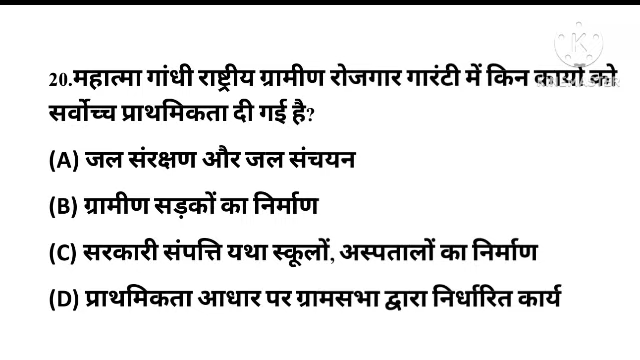 20.महात्मा गांधी राष्ट्रीय ग्रामीण रोजगार गारंटी में किन कार्यो को
सर्वोच्च प्राथमिकता दी गई है?
(A) जल संरक्षण और जल संचयन
(B) ग्रामीण सड़कों का निर्माण
(C) सरकारी संपत्ति यथा स्कूलों, अस्पतालों का निर्माण
(D) प्राथमिकता आधार पर ग्रामसभा द्वारा निर्धारित कार्य